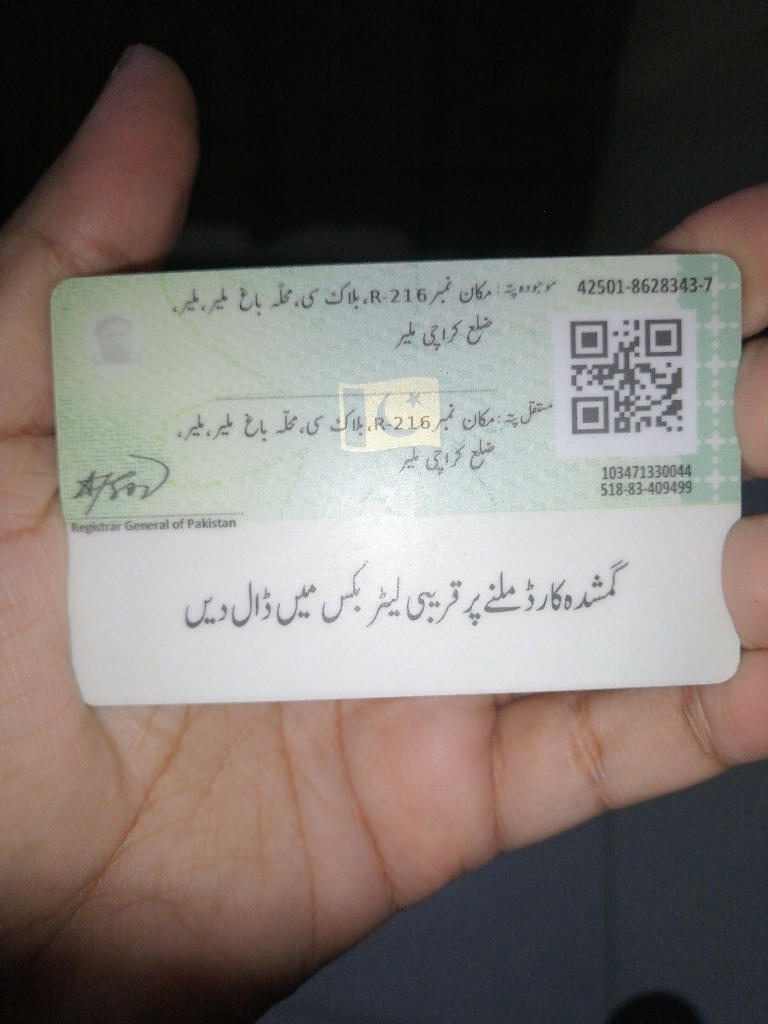 42501-8628343-7
موجودہ پتہ: مکان نمبر R-216، بلاک سی، محلّہ باغ ملیر، ملیر،
ضلع کراچی ملیر
مستقل پتہ: مکان نمبر R-216، بلاک سی، محلّہ باغ ملیر، ملیر،
ضلع کراچی ملیر
103471330044
518-83-409499
Registrar General of Pakistan
گمشدہ کارڈ ملنے پر قریبی لیٹر بکس میں ڈال دیں